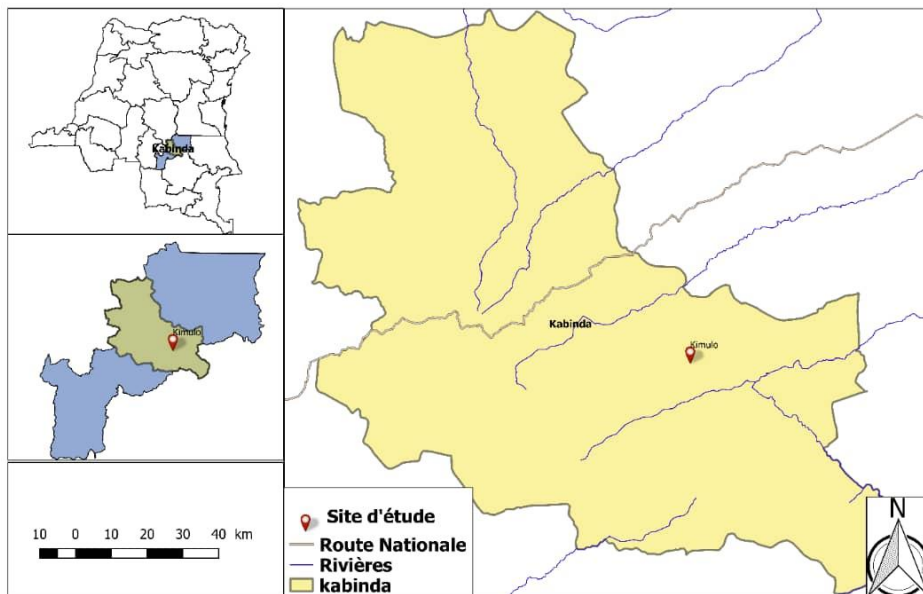 Kabinda
Kimulo
10 0 10 20 30 40 km
Kabinda
Kimulo
Site d'étude
Route Nationale
Rivières
kabinda
N